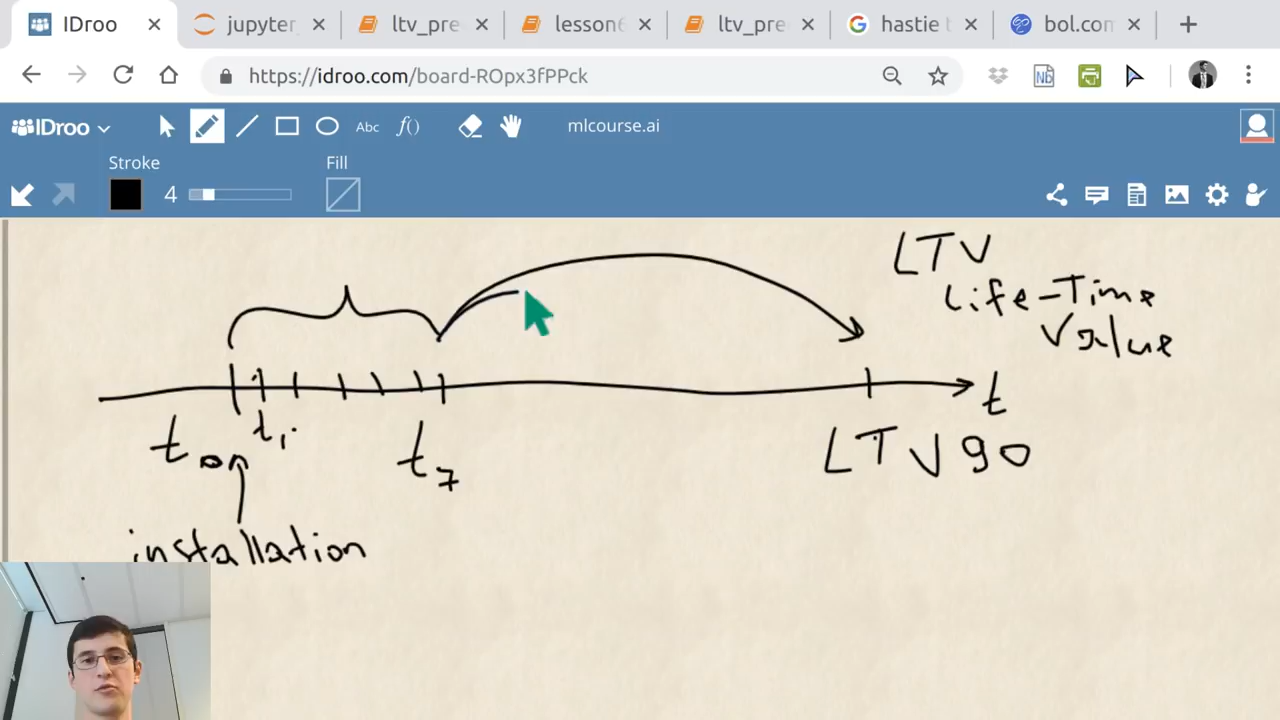 IDroo
jupyter_
ltv_pre
lesson6
ltv_pre
hastie t
bol.com
https://idroo.com/board-ROpx3fPPck
IDroo
Abc
f()
mlcourse.ai
Stroke
Fill
4
LTV
Life-Time
Value
t
t₀
t₁
t₇
LTV90
installation